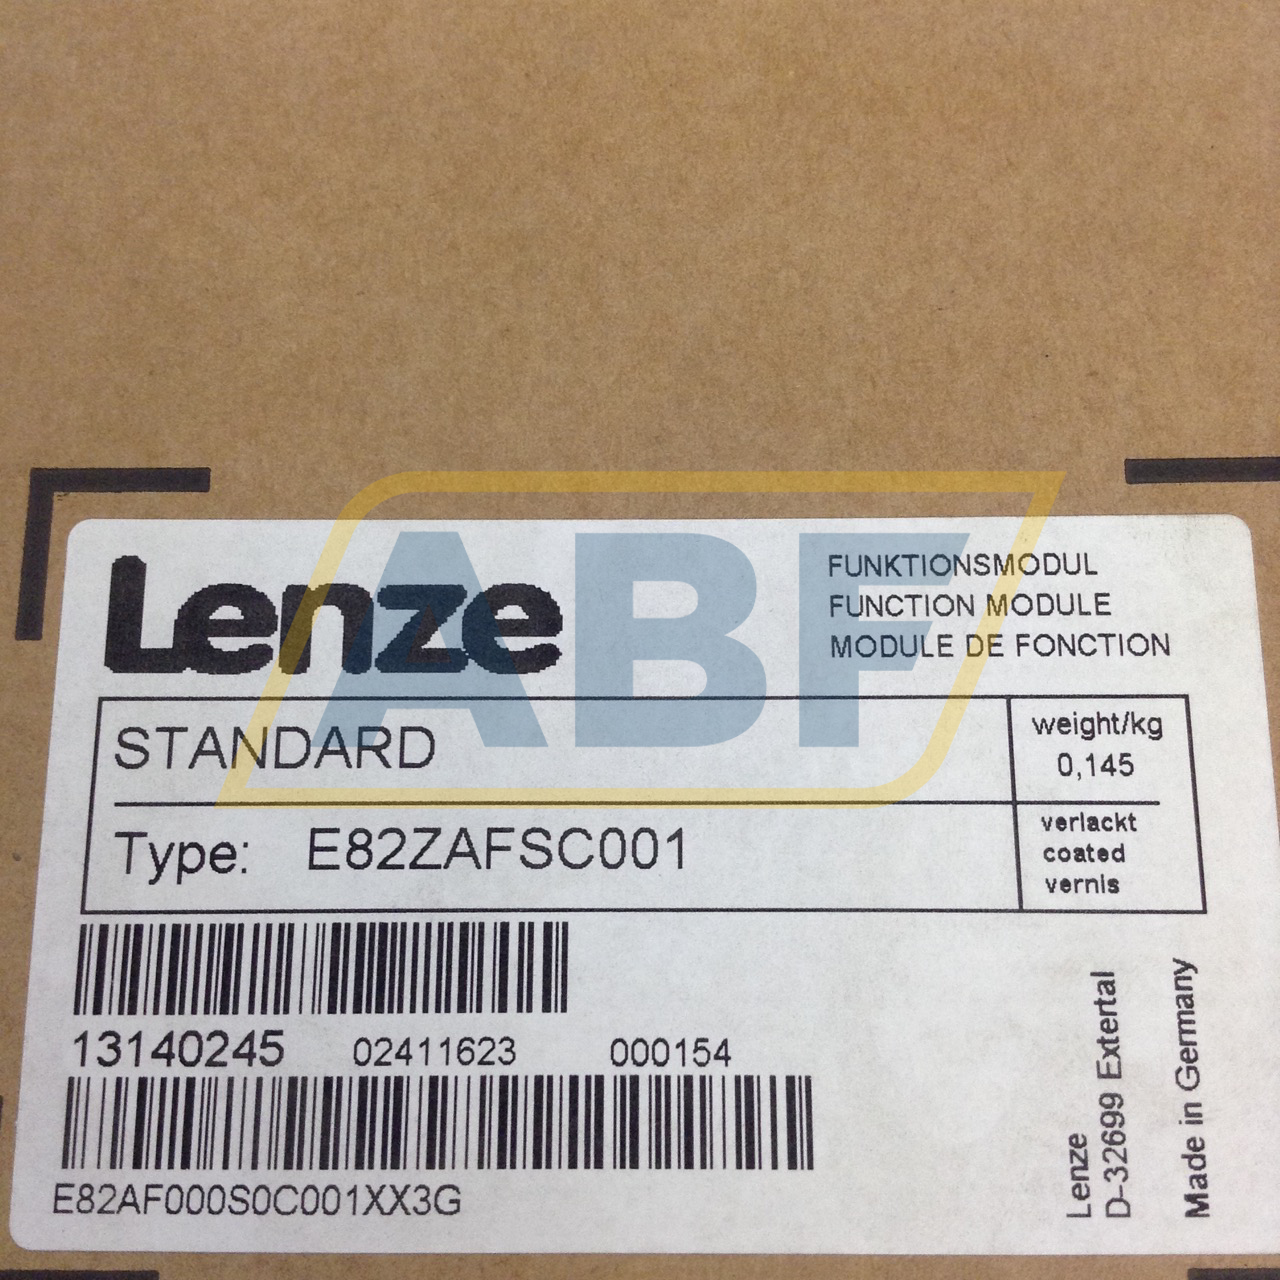 Lenze
FUNKTIONSMODUL
FUNCTION MODULE
MODULE DE FONCTION
ABF
STANDARD
weight/kg
0,145
Type: E82ZAFSC001
verlackt
coated
vernis
13140245 02411623 000154
E82AF000S0C001XX3G
Lenze
D-32699 Extertal
Made in Germany